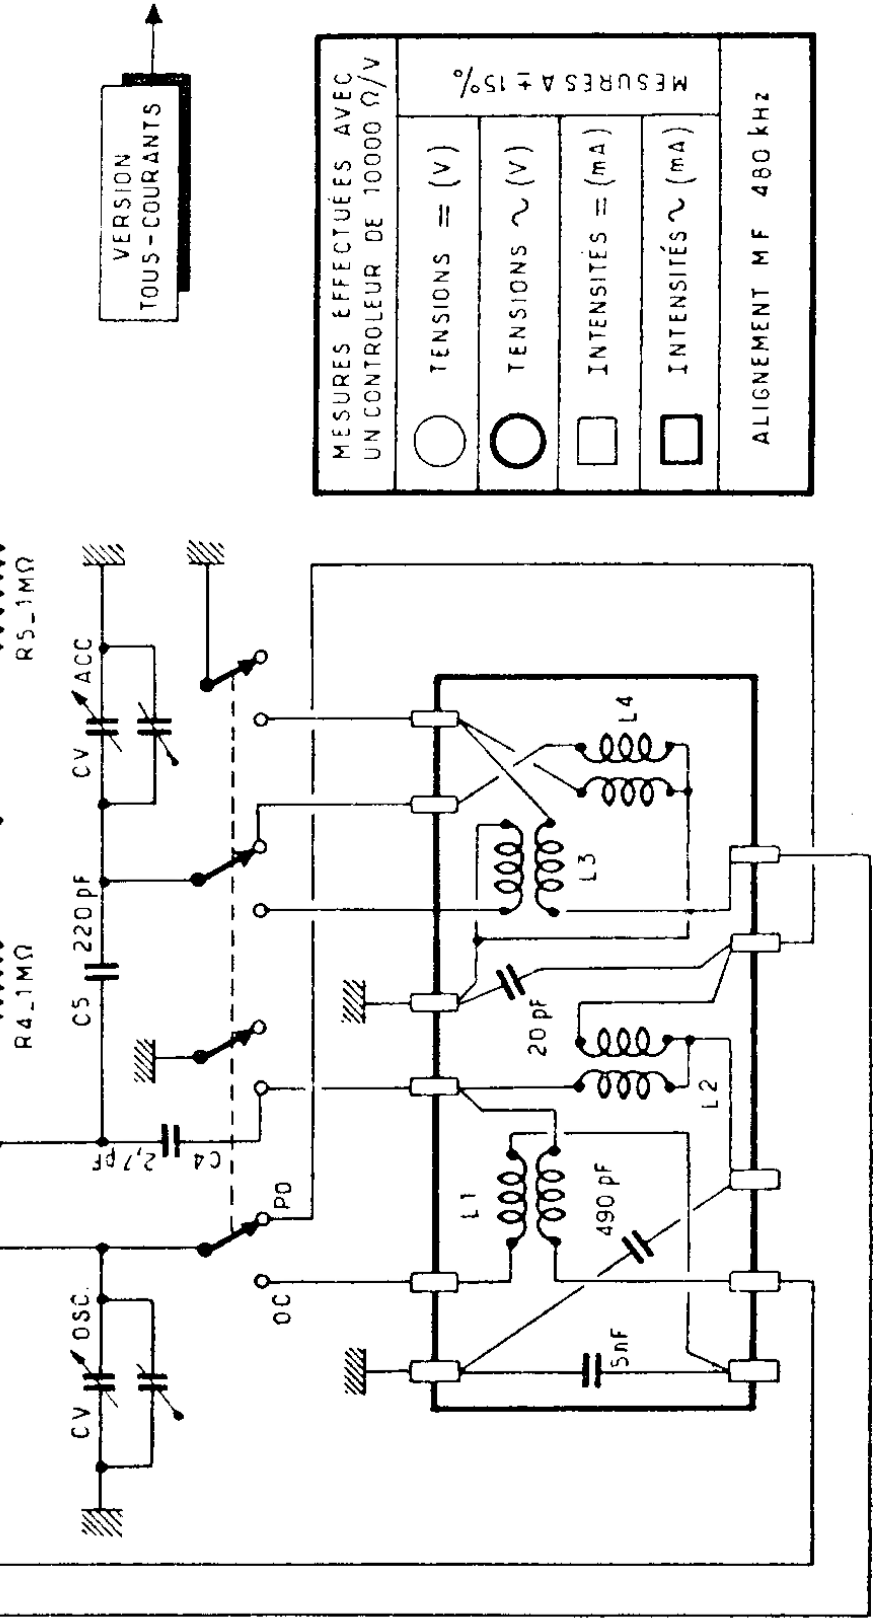 VERSION
TOUS-COURANTS
MESURES EFFECTUÉES AVEC
UN CONTROLEUR DE 10000 Ω/V
TENSIONS = (V)
TENSIONS ~ (V)
INTENSITÉS = (mA)
INTENSITÉS ~ (mA)
MESURES A ± 15%
ALIGNEMENT MF 480 kHz
R5_1MΩ
R4_1MΩ
CV ACC
C5 220pF
2,7pF
C4
CV OSC.
PO
OC
L1
490 pF
5nF
L2
20 pF
L3
L4